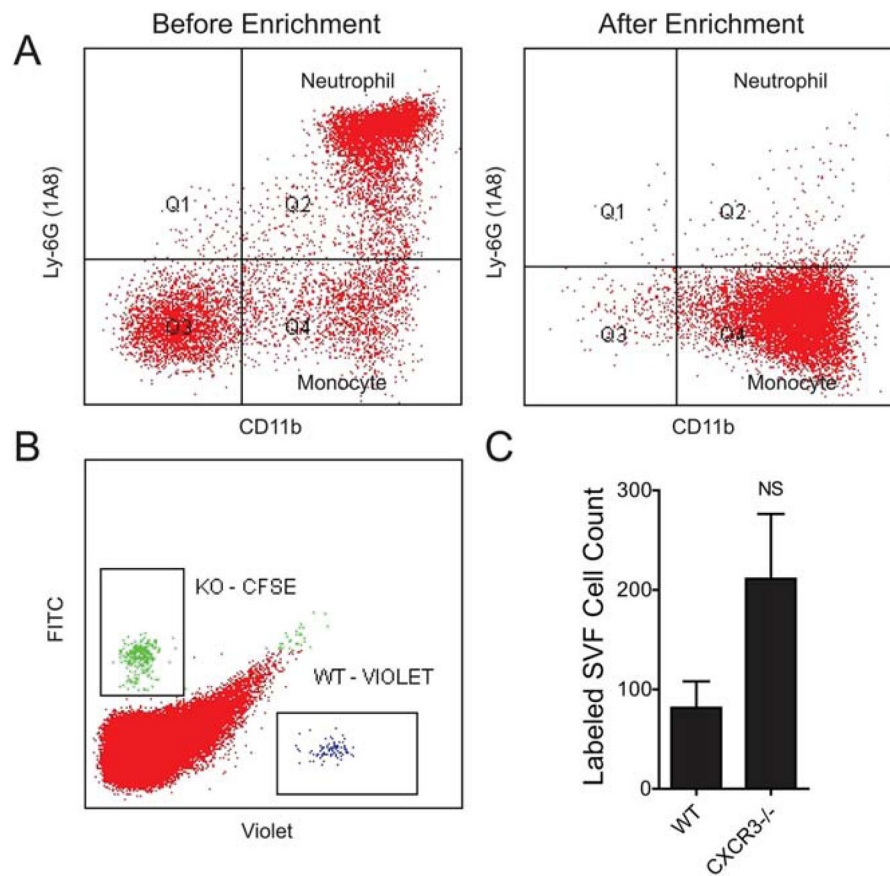 Before Enrichment
After Enrichment
A
Neutrophil
Q1
Q2
Q3
Q4
Monocyte
Ly-6G (1A8)
CD11b
Neutrophil
Q1
Q2
Q3
Q4
Monocyte
Ly-6G (1A8)
CD11b
B
KO - CFSE
WT - VIOLET
FITC
Violet
C
NS
300
200
100
0
Labeled SVF Cell Count
WT
CXCR3-/-